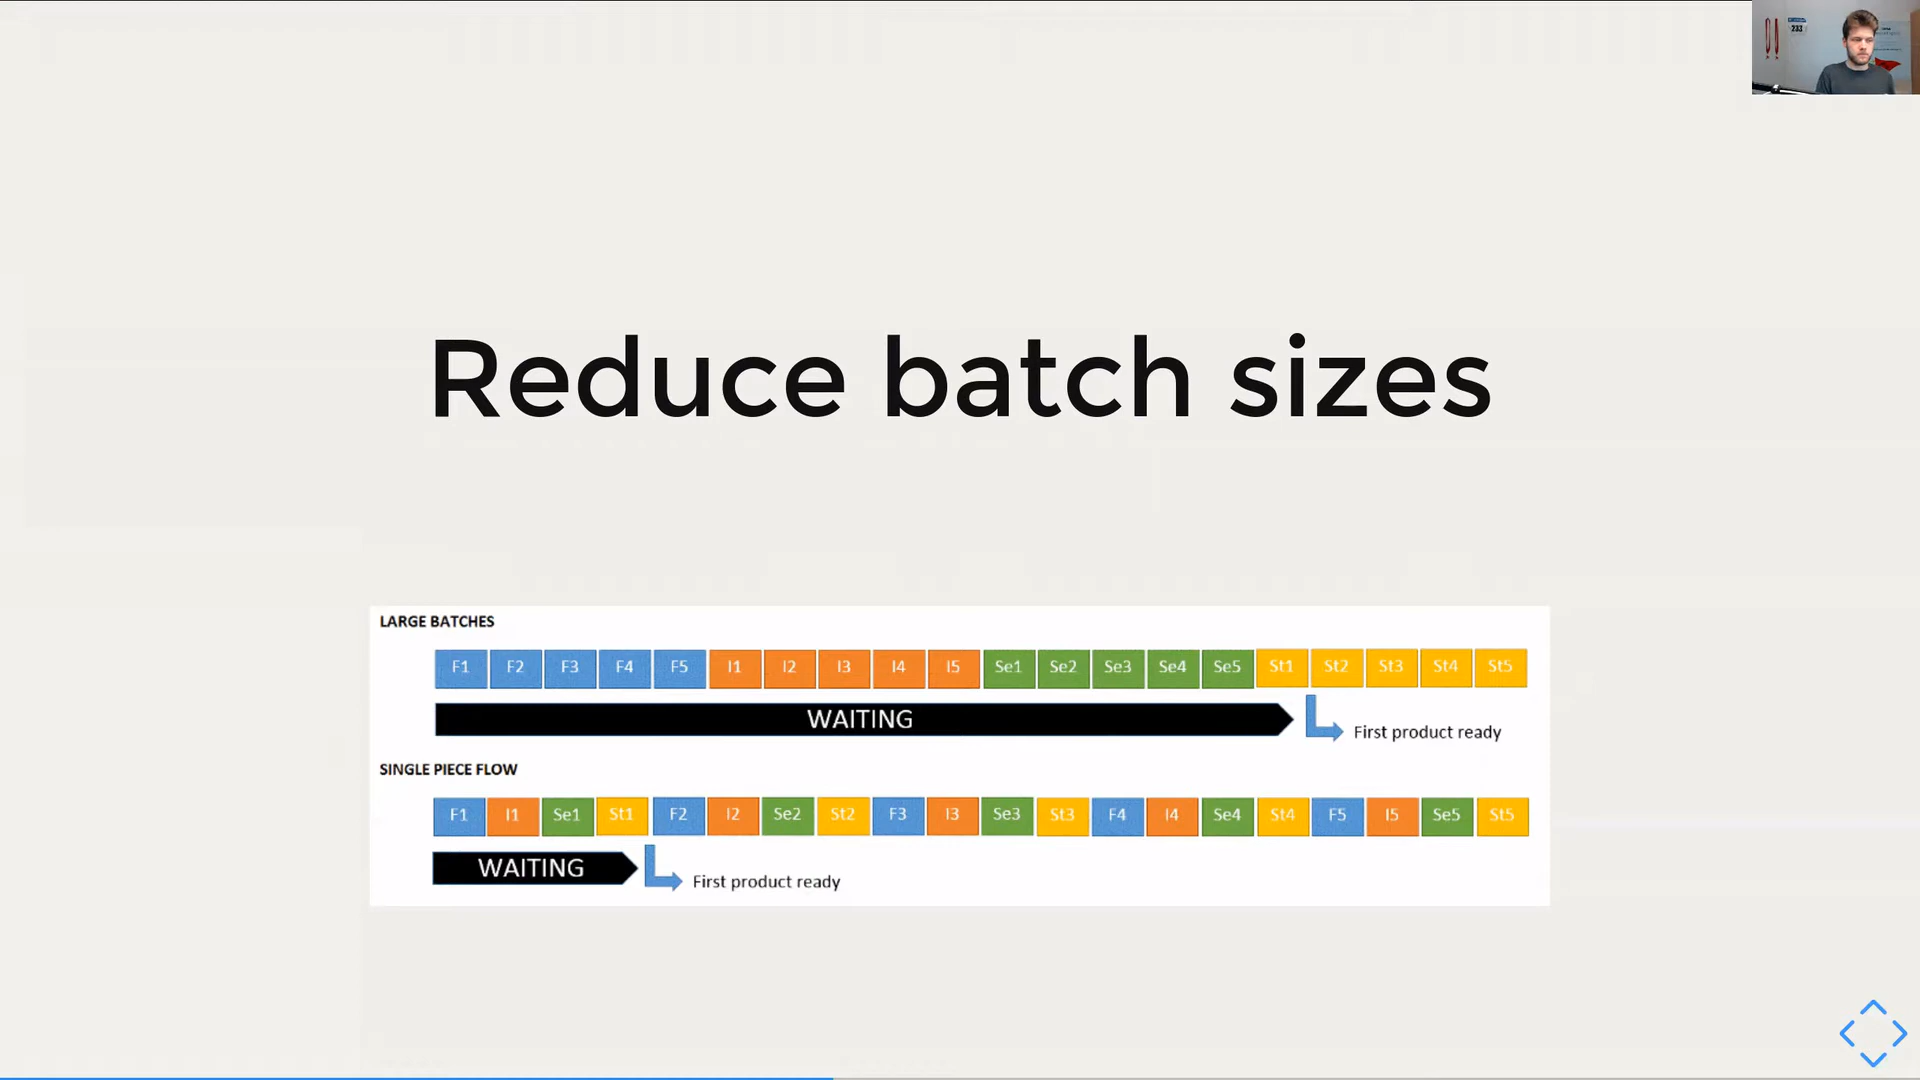 233
Reduce batch sizes
LARGE BATCHES
F1 F2 F3 F4 F5 I1 I2 I3 I4 I5 Se1 Se2 Se3 Se4 Se5 St1 St2 St3 St4 St5
WAITING
First product ready
SINGLE PIECE FLOW
F1 I1 Se1 St1 F2 I2 Se2 St2 F3 I3 Se3 St3 F4 I4 Se4 St4 F5 I5 Se5 St5
WAITING
First product ready